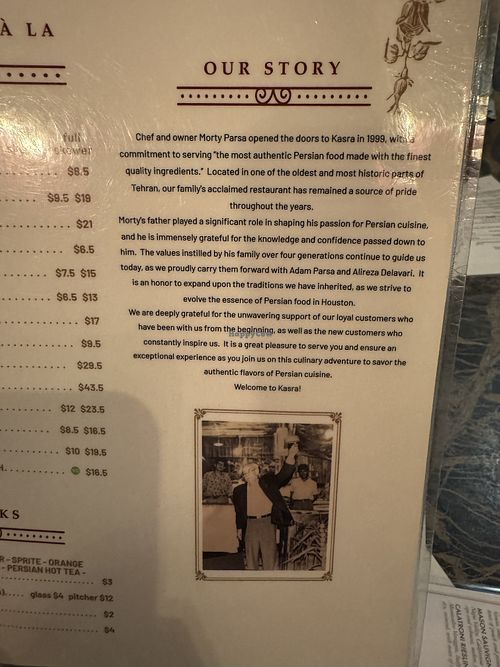 À LA
full
$8.5
$9.5 $19
$21
$6.5
$7.5 $15
$6.5 $13
$17
$9.5
$29.5
$43.5
$12 $23.5
$8.5 $16.5
$10 $19.5
$16.5
KS
R - SPRITE - ORANGE
- PERSIAN HOT TEA -
$3
glass $4 pitcher $12
$2
$4
OUR STORY
Chef and owner Morty Parsa opened the doors to Kasra in 1999, with a
commitment to serving "the most authentic Persian food made with the finest
quality ingredients." Located in one of the oldest and most historic parts of
Tehran, our family's acclaimed restaurant has remained a source of pride
throughout the years.
Morty's father played a significant role in shaping his passion for Persian cuisine,
and he is immensely grateful for the knowledge and confidence passed down to
him. The values instilled by his family over four generations continue to guide us
today, as we proudly carry them forward with Adam Parsa and Alireza Delavari. It
is an honor to expand upon the traditions we have inherited, as we strive to
evolve the essence of Persian food in Houston.
We are deeply grateful for the unwavering support of our loyal customers who
have been with us from the beginning, as well as the new customers who
constantly inspire us. It is a great pleasure to serve you and ensure an
exceptional experience as you join us on this culinary adventure to savor the
authentic flavors of Persian cuisine.
Welcome to Kasra!
HappyCow
MASON SAUVIG
CALATRONI RIESLIN